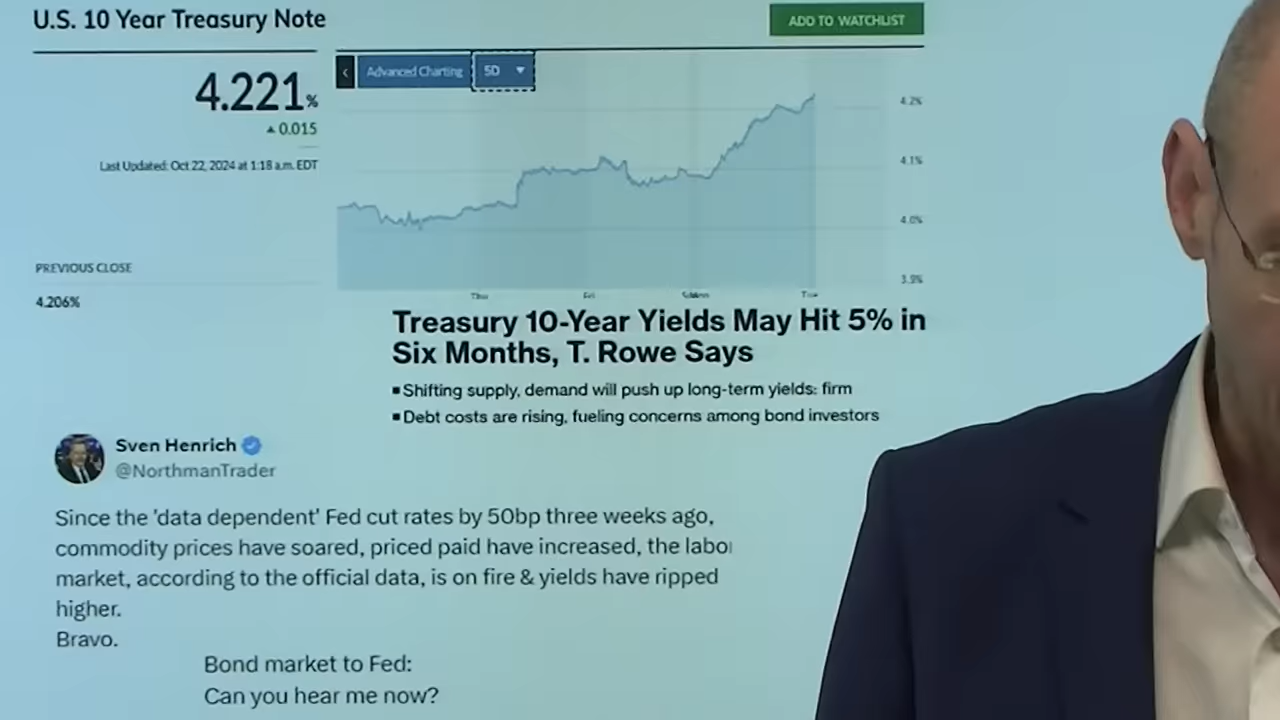 U.S. 10 Year Treasury Note
ADD TO WATCHLIST
4.221%
▲ 0.015
Last Updated: Oct 22, 2024 at 1:18 a.m. EDT
PREVIOUS CLOSE
4.206%
‹ Advanced Charting 5D ▼
4.2%
4.1%
4.0%
3.9%
Thu Fri Tue
Treasury 10-Year Yields May Hit 5% in
Six Months, T. Rowe Says
▪ Shifting supply, demand will push up long-term yields: firm
▪ Debt costs are rising, fueling concerns among bond investors
Sven Henrich
@NorthmanTrader
Since the 'data dependent' Fed cut rates by 50bp three weeks ago,
commodity prices have soared, priced paid have increased, the labor
market, according to the official data, is on fire & yields have ripped
higher.
Bravo.
Bond market to Fed:
Can you hear me now?